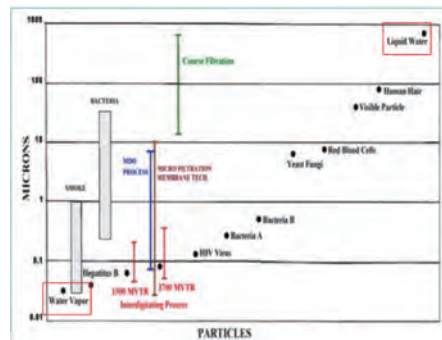 1000
Liquid Water
Course Filtration
100
Human Hair
Visible Particle
BACTERIA
MICRONS
10
MDO
PROCESS
MICRO FILTRATION
MEMBRANE TECH.
Red Blood Cells
Yeast Fungi
SMOKE
1
Bacteria B
Bacteria A
HIV Virus
0.1
Hepatitus B
1500 MVTR
3700 MVTR
Water Vapor
Interdigitating Process
0.01
PARTICLES